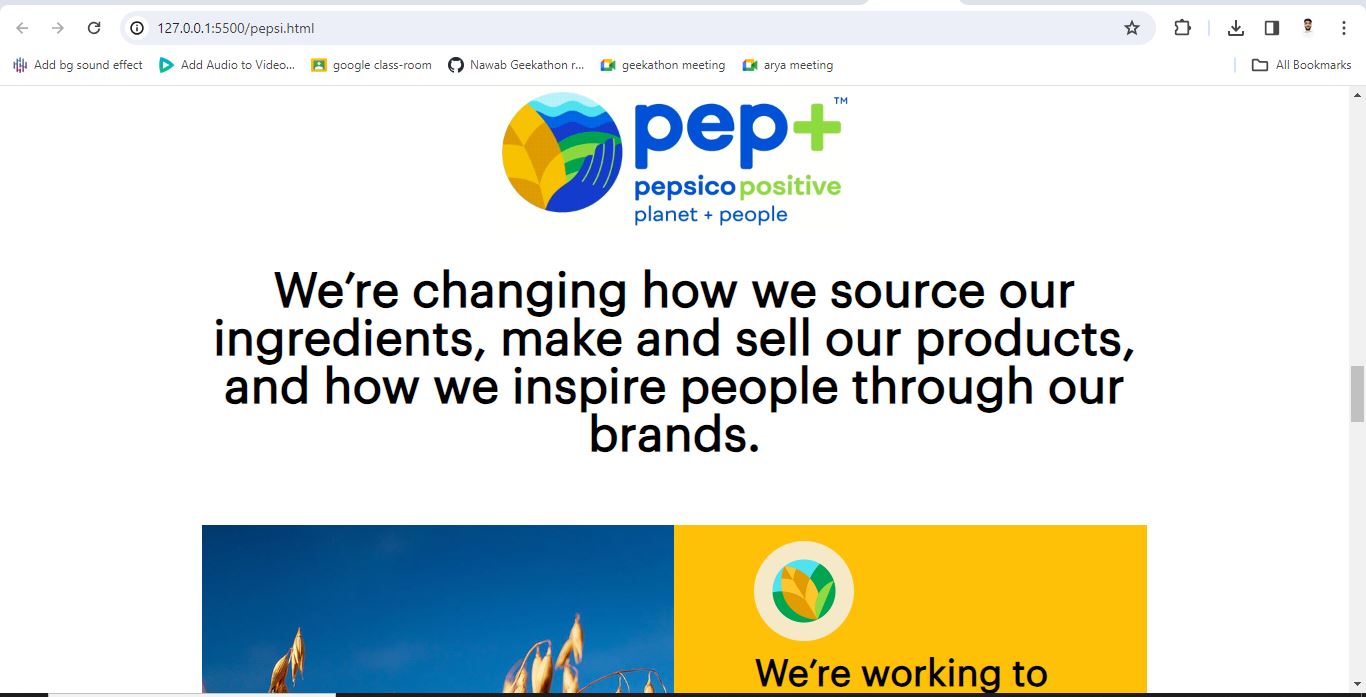 127.0.0.1:5500/pepsi.html
Add bg sound effect
Add Audio to Video...
google class-room
Nawab Geekathon r...
geekathon meeting
arya meeting
All Bookmarks
pep+™
pepsico positive
planet + people
We’re changing how we source our
ingredients, make and sell our products,
and how we inspire people through our
brands.
We’re working to